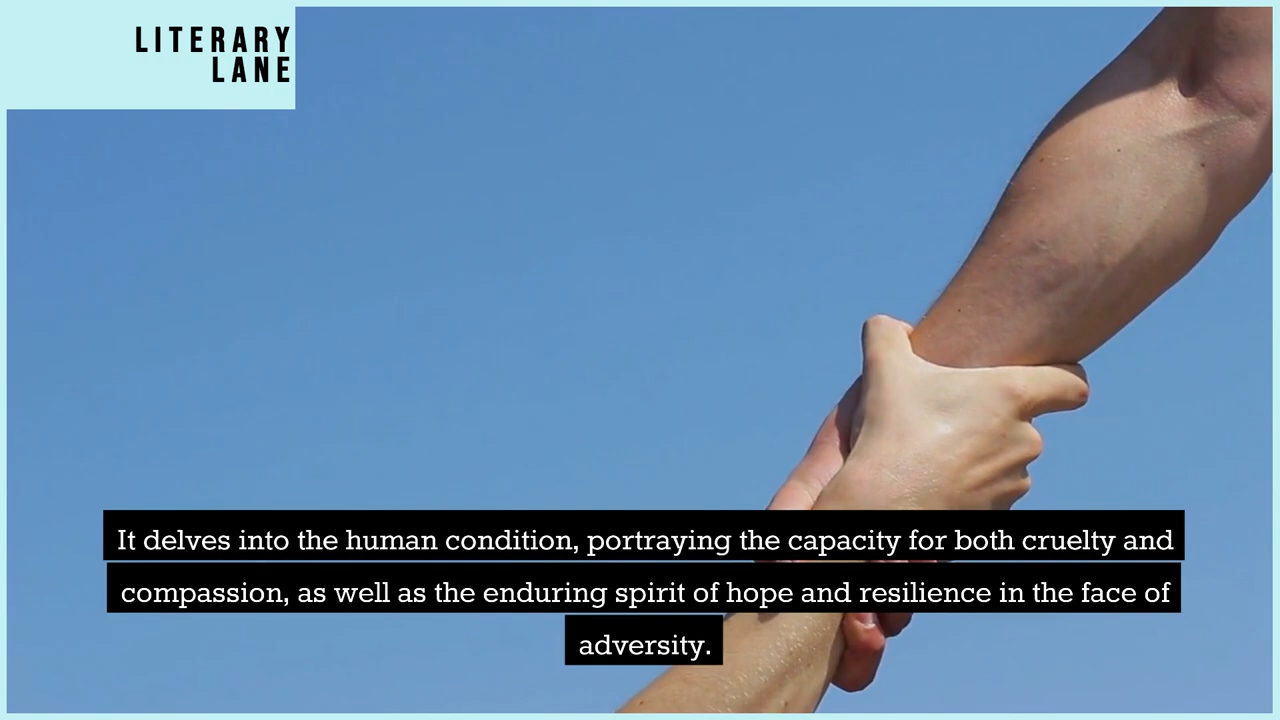 LITERARY
LANE
It delves into the human condition, portraying the capacity for both cruelty and
compassion, as well as the enduring spirit of hope and resilience in the face of
adversity.